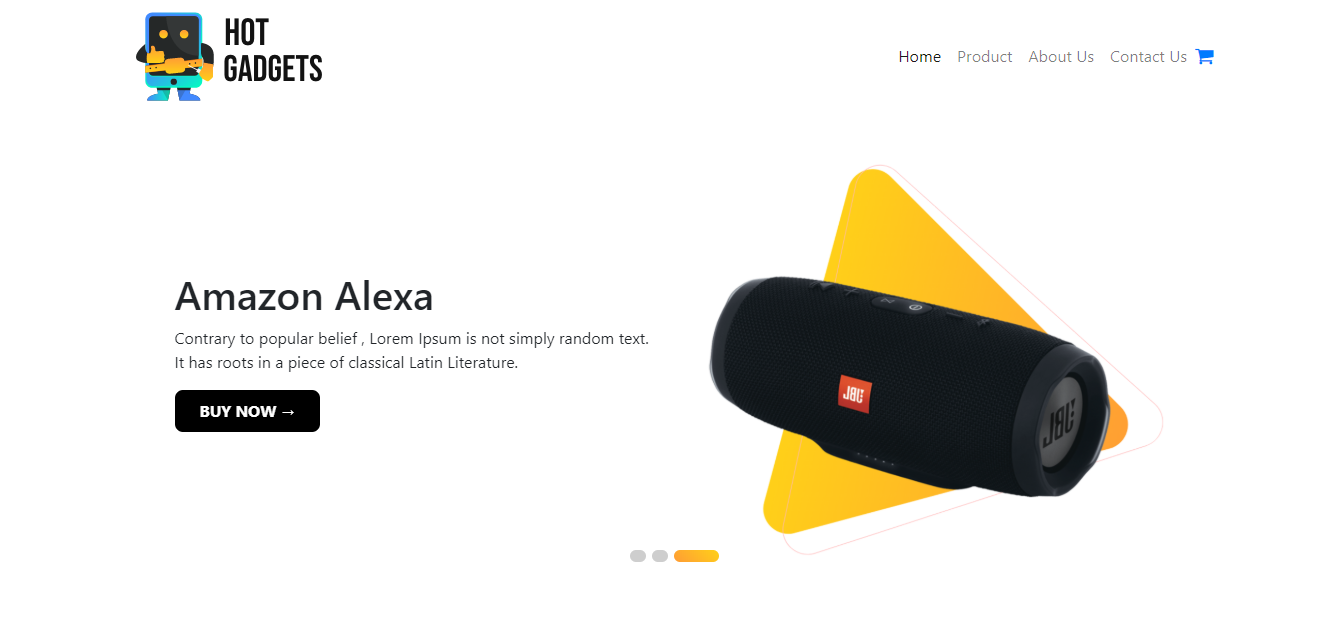 HOT
GADGETS
Home Product About Us Contact Us
Amazon Alexa
Contrary to popular belief , Lorem Ipsum is not simply random text.
It has roots in a piece of classical Latin Literature.
BUY NOW →
JBL
JBL